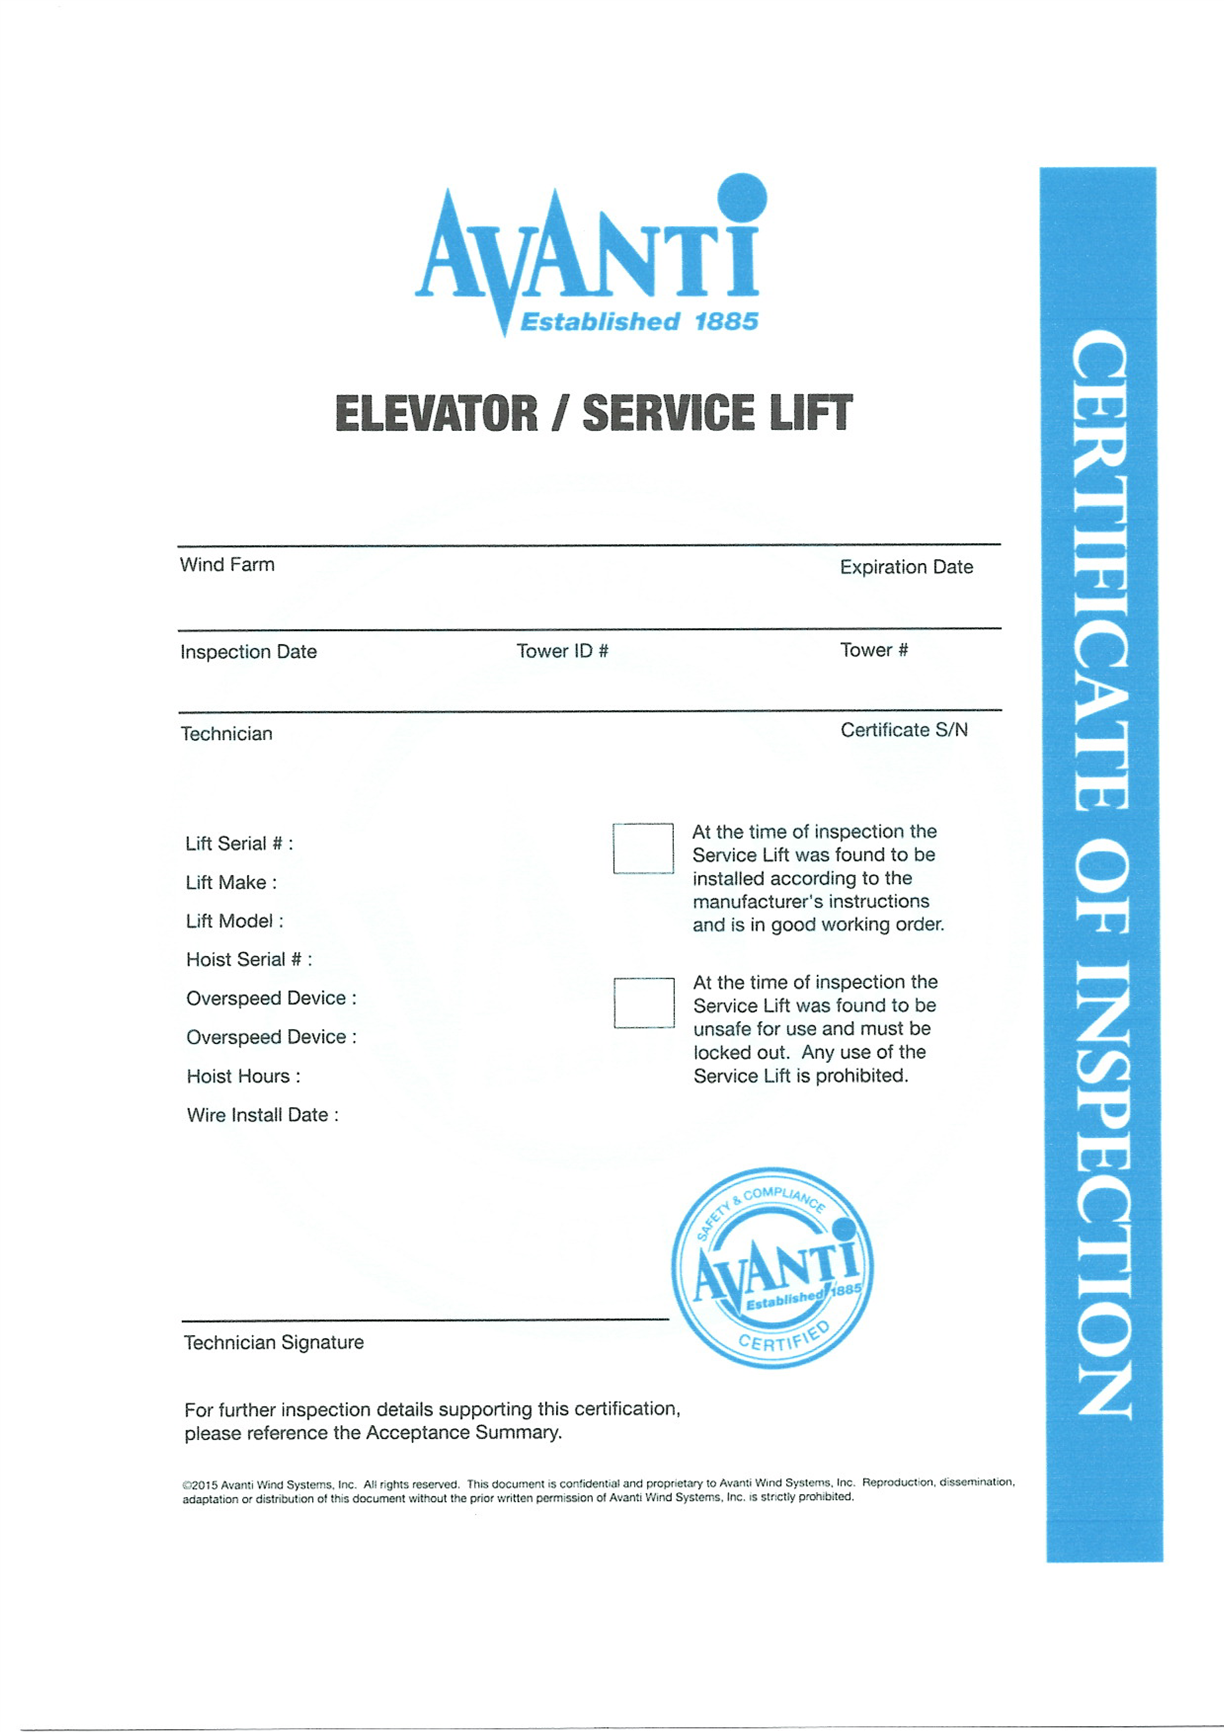 AVANTI
Established 1885
ELEVATOR / SERVICE LIFT
Wind Farm
Expiration Date
Inspection Date
Tower ID #
Tower #
Technician
Certificate S/N
Lift Serial # :
Lift Make :
Lift Model :
Hoist Serial # :
Overspeed Device :
Overspeed Device :
Hoist Hours :
Wire Install Date :
At the time of inspection the
Service Lift was found to be
installed according to the
manufacturer's instructions
and is in good working order.
At the time of inspection the
Service Lift was found to be
unsafe for use and must be
locked out. Any use of the
Service Lift is prohibited.
SAFETY & COMPLIANCE
AVANTI
Established 1885
CERTIFIED
Technician Signature
For further inspection details supporting this certification,
please reference the Acceptance Summary.
©2015 Avanti Wind Systems, Inc. All rights reserved. This document is confidential and proprietary to Avanti Wind Systems, Inc. Reproduction, dissemination,
adaptation or distribution of this document without the prior written permission of Avanti Wind Systems, Inc. is strictly prohibited.
CERTIFICATE OF INSPECTION